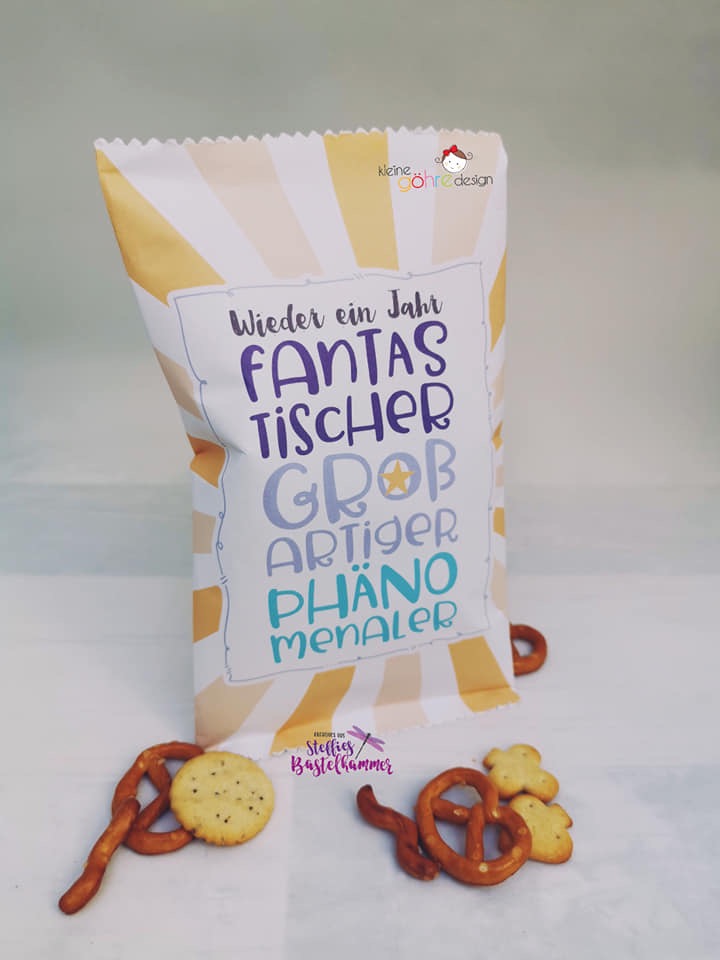 kleine
göhre design
Wieder ein Jahr
FANTAS
TISCHER
GROß
ARTIGER
PHÄNO
MENALER
KREATIVES AUS
Steffies
Bastelkammer